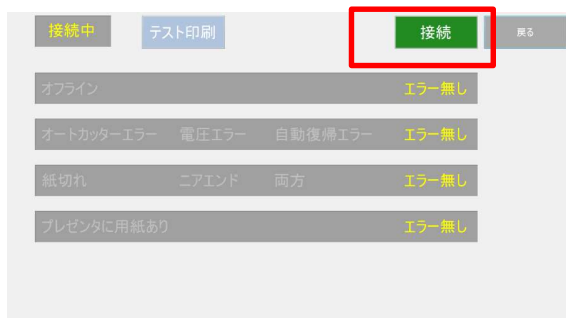 接続中 テスト印刷 接続 戻る
オフライン エラー無し
オートカッターエラー 電圧エラー 自動復帰エラー エラー無し
紙切れ ニアエンド 両方 エラー無し
プレゼンタに用紙あり エラー無し